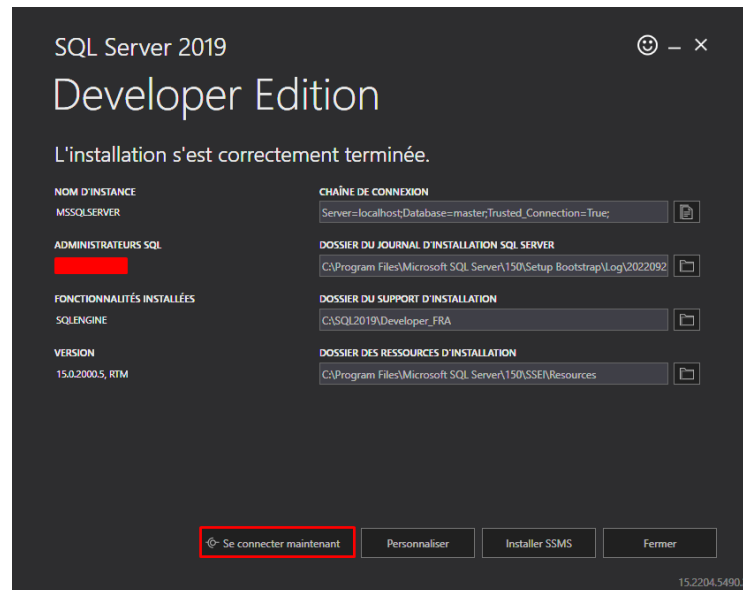 SQL Server 2019
Developer Edition
L'installation s'est correctement terminée.
NOM D'INSTANCE
MSSQLSERVER
CHAÎNE DE CONNEXION
Server=localhost;Database=master;Trusted_Connection=True;
ADMINISTRATEURS SQL
DOSSIER DU JOURNAL D'INSTALLATION SQL SERVER
C:\Program Files\Microsoft SQL Server\150\Setup Bootstrap\Log\2022092
FONCTIONNALITÉS INSTALLÉES
SQLENGINE
DOSSIER DU SUPPORT D'INSTALLATION
C:\SQL2019\Developer_FRA
VERSION
15.0.2000.5, RTM
DOSSIER DES RESSOURCES D'INSTALLATION
C:\Program Files\Microsoft SQL Server\150\SSEI\Resources
Se connecter maintenant
Personnaliser
Installer SSMS
Fermer
15.2204.5490.